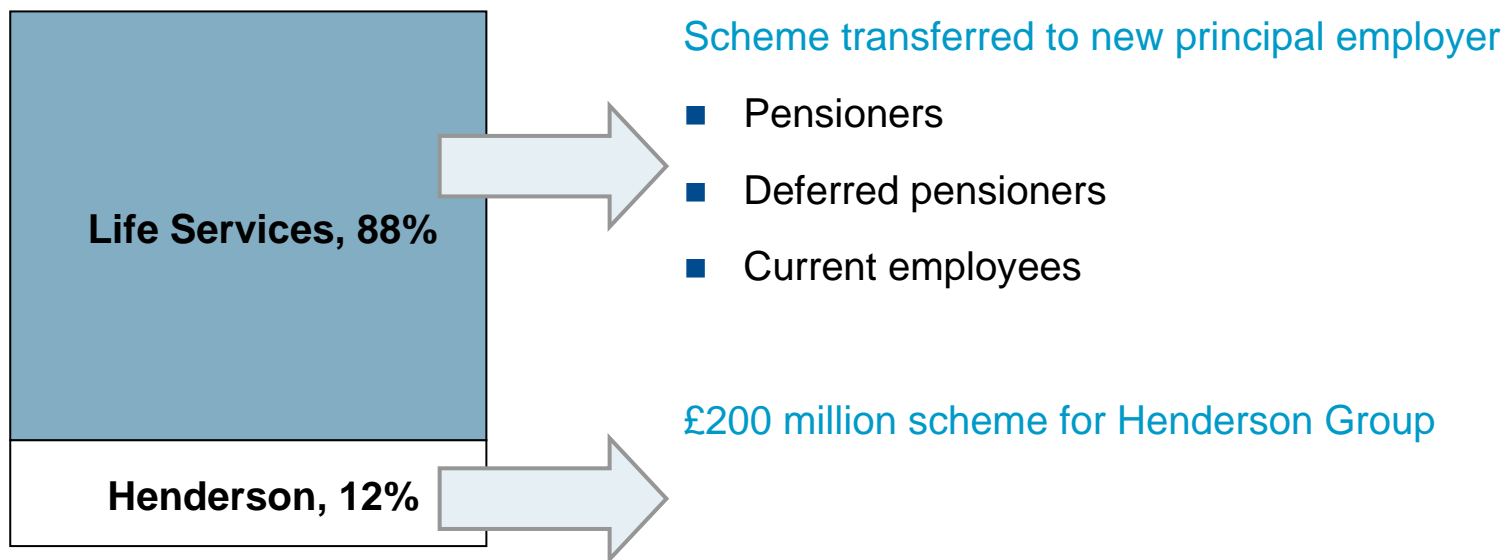 Scheme transferred to new principal employer
■ Pensioners
■ Deferred pensioners
Life Services, 88%
■ Current employees
£200 million scheme for Henderson Group
Henderson, 12%